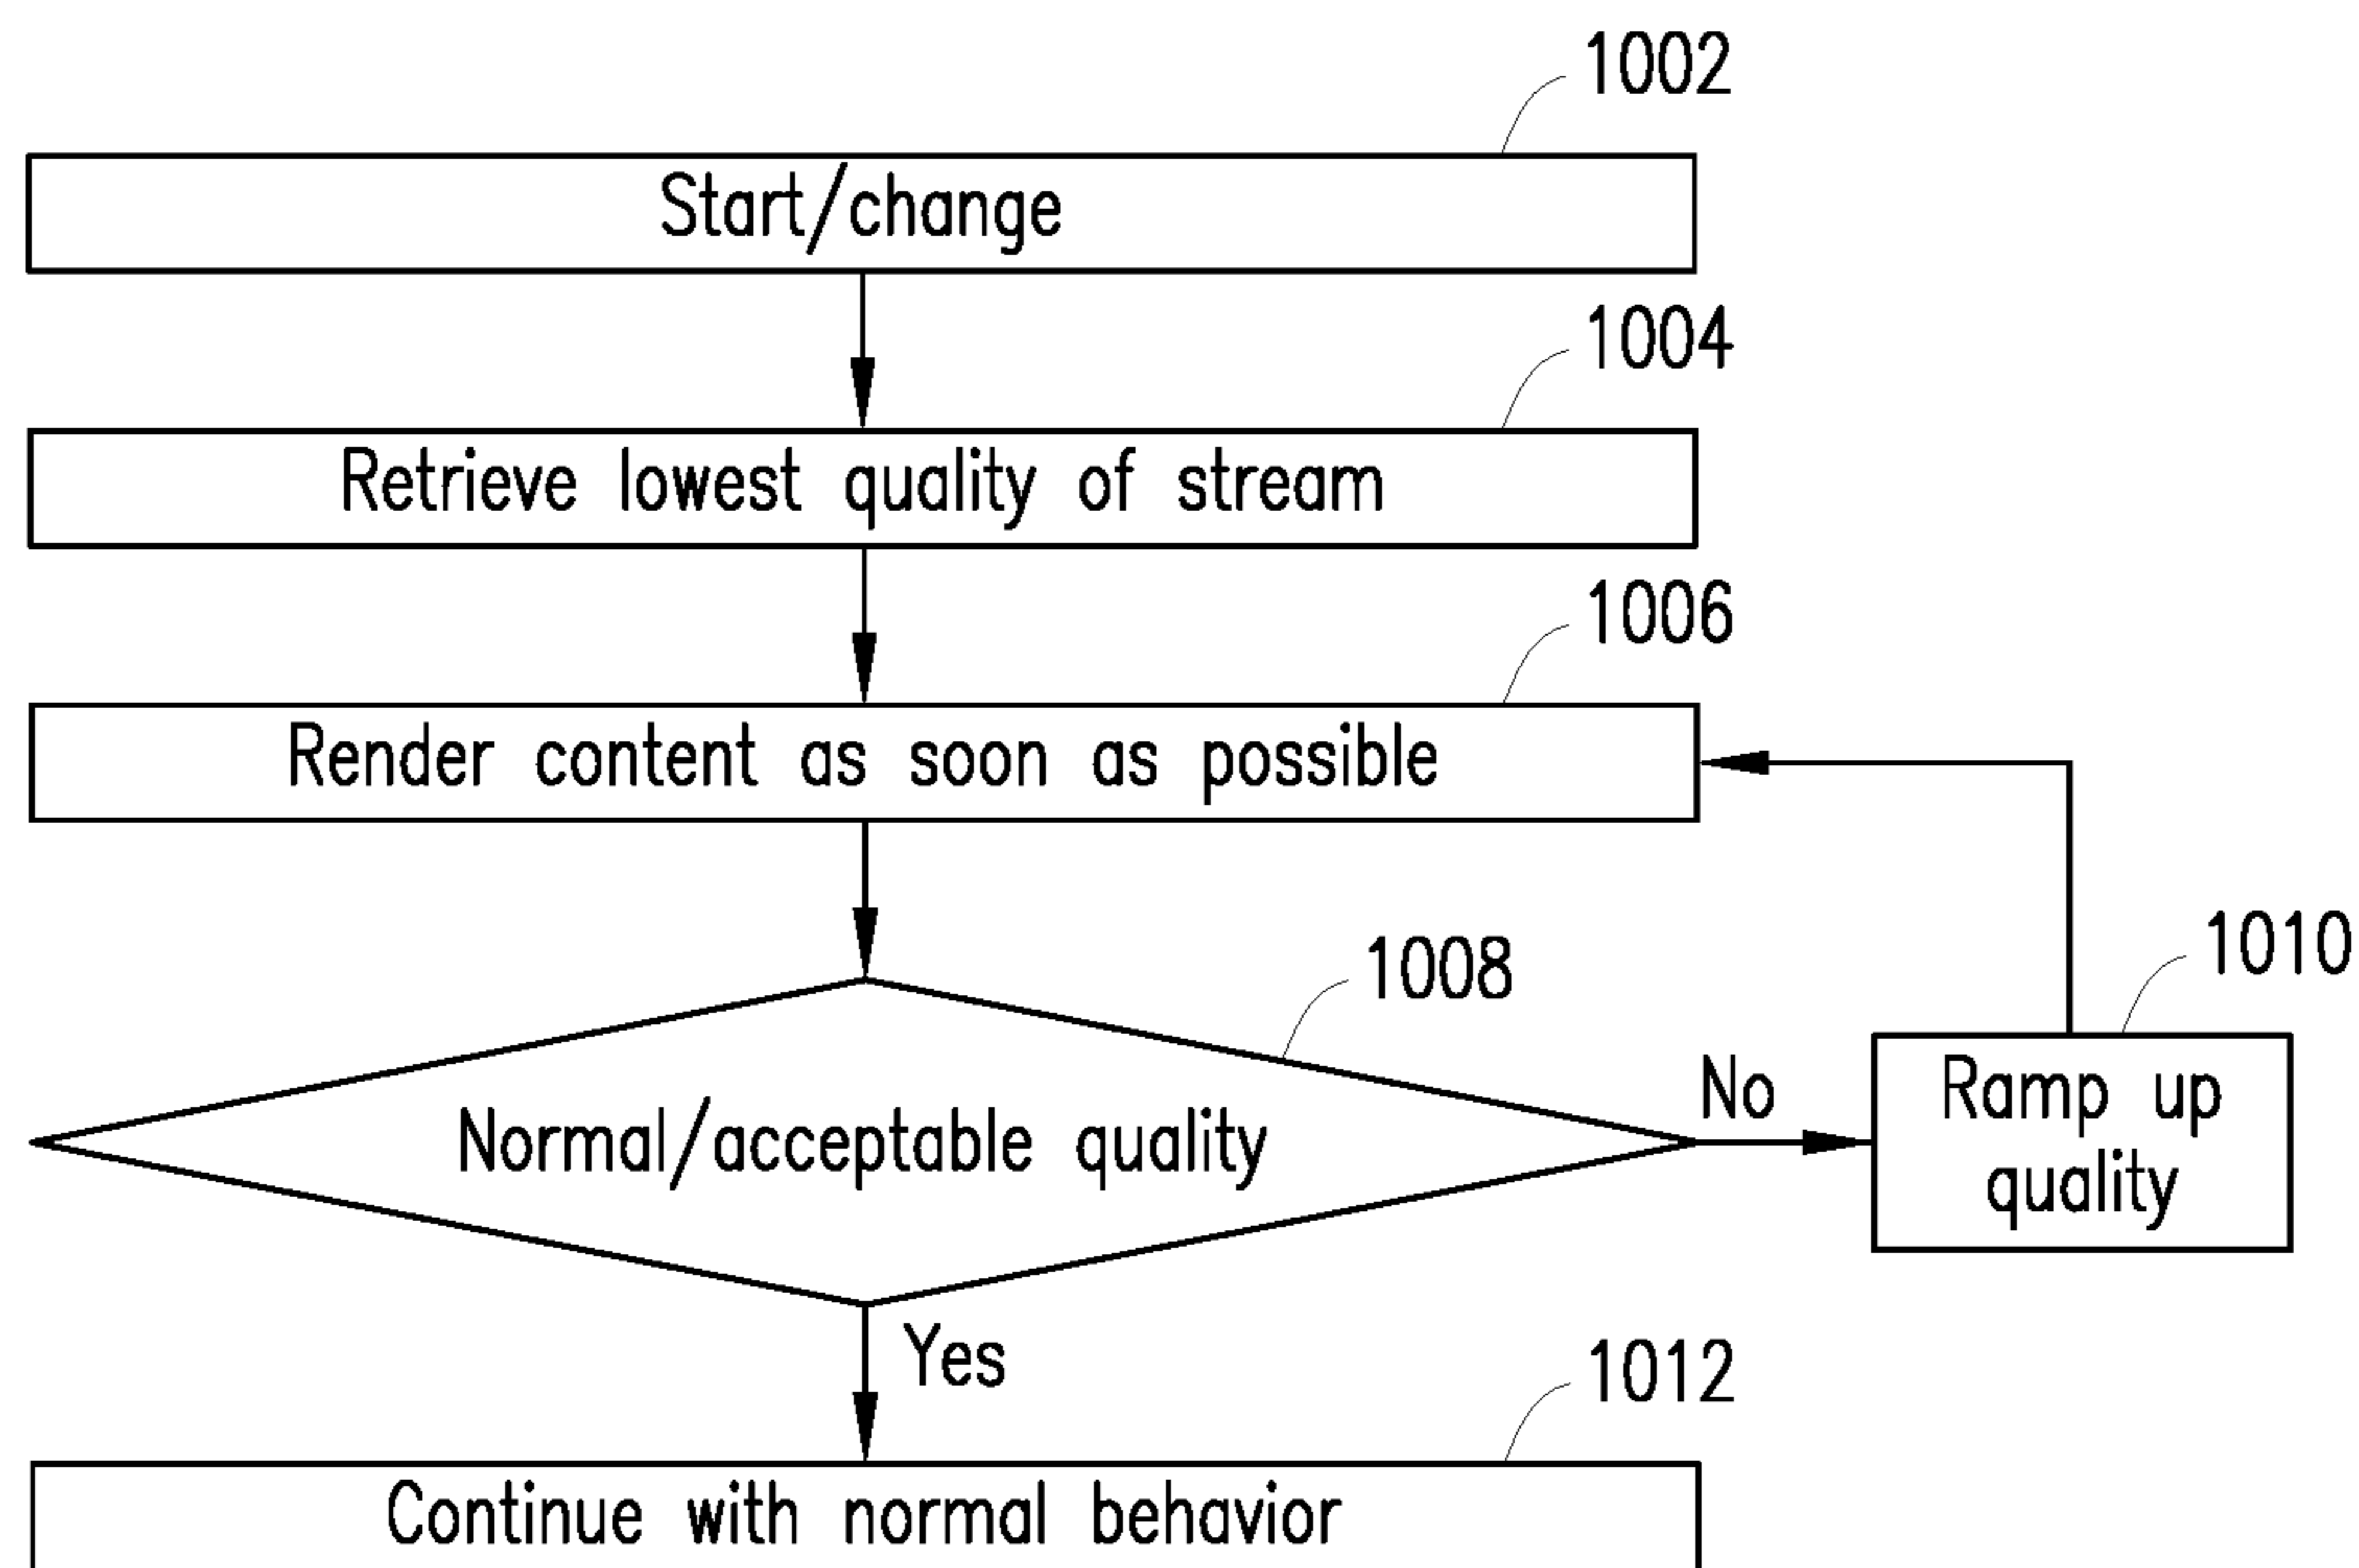 1002
Start/change
1004
Retrieve lowest quality of stream
1006
Render content as soon as possible
1008
Normal/acceptable quality
No
1010
Ramp up
quality
Yes
1012
Continue with normal behavior